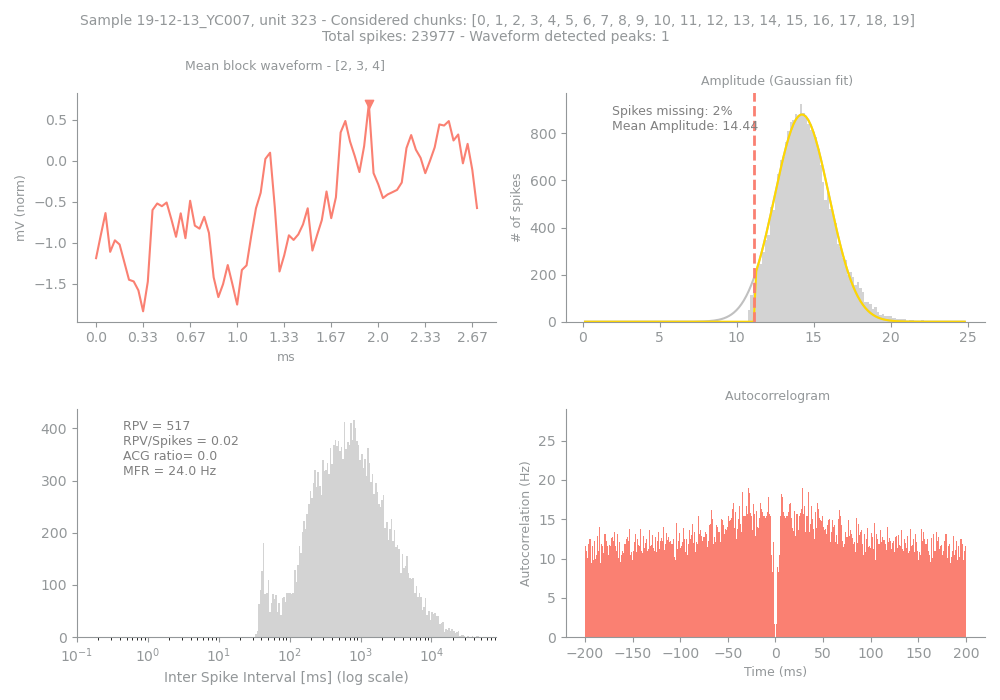 Sample 19-12-13_YC007, unit 323 - Considered chunks: [0, 1, 2, 3, 4, 5, 6, 7, 8, 9, 10, 11, 12, 13, 14, 15, 16, 17, 18, 19]
Total spikes: 23977 - Waveform detected peaks: 1
Mean block waveform - [2, 3, 4]
mV (norm)
0.5
0.0
−0.5
−1.0
−1.5
0.0 0.33 0.67 1.0 1.33 1.67 2.0 2.33 2.67
ms
Amplitude (Gaussian fit)
Spikes missing: 2%
Mean Amplitude: 14.44
# of spikes
800
600
400
200
0
0 5 10 15 20 25
RPV = 517
RPV/Spikes = 0.02
ACG ratio= 0.0
MFR = 24.0 Hz
400
300
200
100
0
10⁻¹ 10⁰ 10¹ 10² 10³ 10⁴
Inter Spike Interval [ms] (log scale)
Autocorrelogram
Autocorrelation (Hz)
25
20
15
10
5
0
−200 −150 −100 −50 0 50 100 150 200
Time (ms)